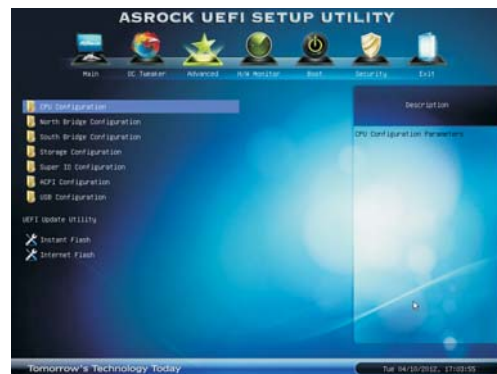 ASROCK UEFI SETUP UTILITY
Main OC Tweaker Advanced H/W Monitor Boot Security Exit
CPU Configuration
North Bridge Configuration
South Bridge Configuration
Storage Configuration
Super IO Configuration
ACPI Configuration
USB Configuration
UEFI Update Utility
Instant Flash
Internet Flash
Description
CPU Configuration Parameters
Tomorrow's Technology Today
Tue 04/10/2012, 17:03:55